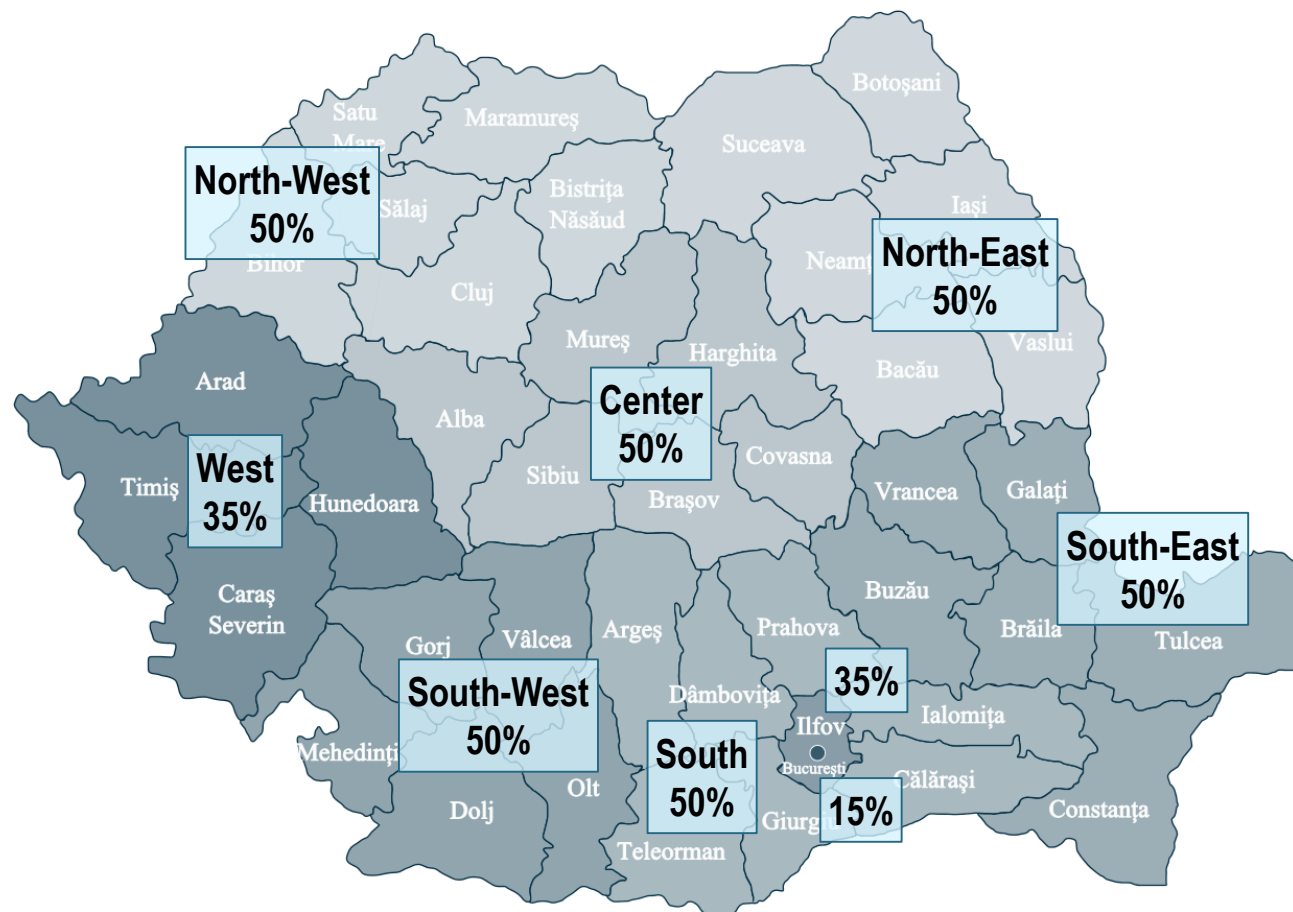 Botoșani
Satu
Mare
Maramureș
Suceava
North-West
50%
Bistrița
Năsăud
Sălaj
Iași
Bihor
Cluj
Neamț
North-East
50%
Mureș
Harghita
Vaslui
Bacău
Arad
Alba
Center
50%
Timiș
West
35%
Hunedoara
Sibiu
Covasna
Brașov
Vrancea
Galați
South-East
50%
Caraș
Severin
Gorj
Vâlcea
Argeș
Prahova
Buzău
Brăila
Tulcea
South-West
50%
Dâmbovița
35%
Ilfov
Ialomița
Mehedinți
Olt
South
50%
București
Călărași
Dolj
Giurgiu
15%
Constanța
Teleorman